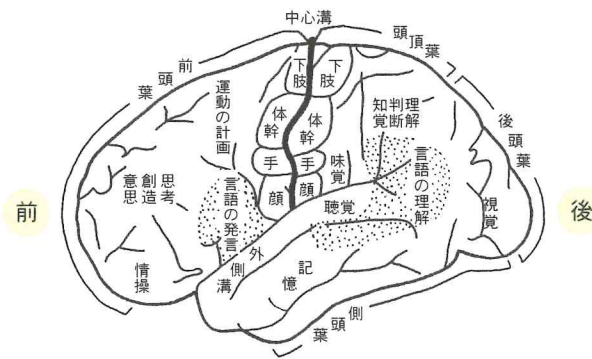 中心溝
前頭葉
頭頂葉
後頭葉
側頭葉
前
後
下肢
下肢
体幹
体幹
手
手
顔
顔
運動の計画
思考
創造
意思
情操
言語の発言
外側溝
記憶
味覚
聴覚
知覚
判断
理解
言語の理解
視覚